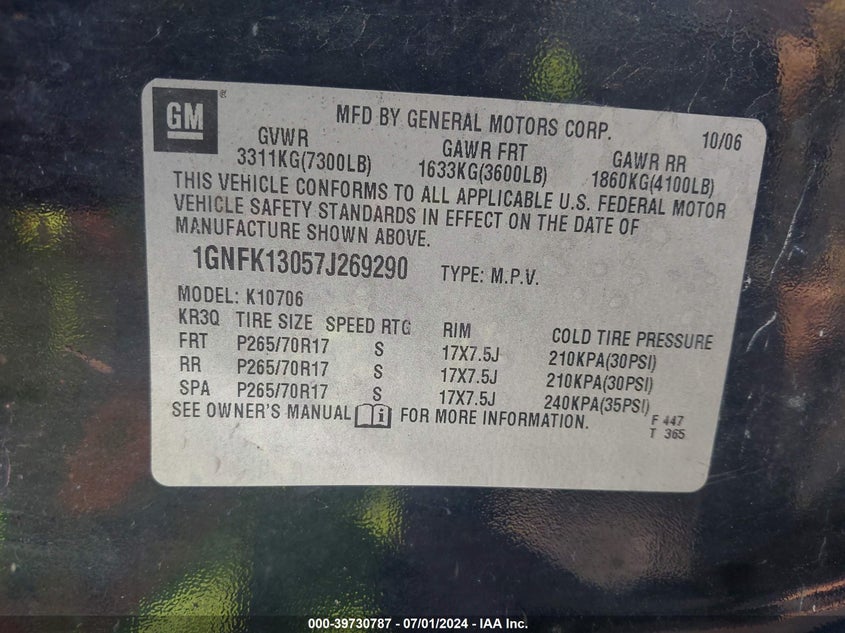 GM®
MFD BY GENERAL MOTORS CORP. 10/06
GVWR GAWR FRT GAWR RR
3311KG(7300LB) 1633KG(3600LB) 1860KG(4100LB)
THIS VEHICLE CONFORMS TO ALL APPLICABLE U.S. FEDERAL MOTOR
VEHICLE SAFETY STANDARDS IN EFFECT ON THE DATE OF
MANUFACTURE SHOWN ABOVE.
1GNFK13057J269290 TYPE: M.P.V.
MODEL: K10706
KR3Q TIRE SIZE SPEED RTG RIM COLD TIRE PRESSURE
FRT P265/70R17 S 17X7.5J 210KPA(30PSI)
RR P265/70R17 S 17X7.5J 210KPA(30PSI)
SPA P265/70R17 S 17X7.5J 240KPA(35PSI)
SEE OWNER'S MANUAL i FOR MORE INFORMATION.
F 447
T 365
000-39730787 - 07/01/2024 - IAA Inc.